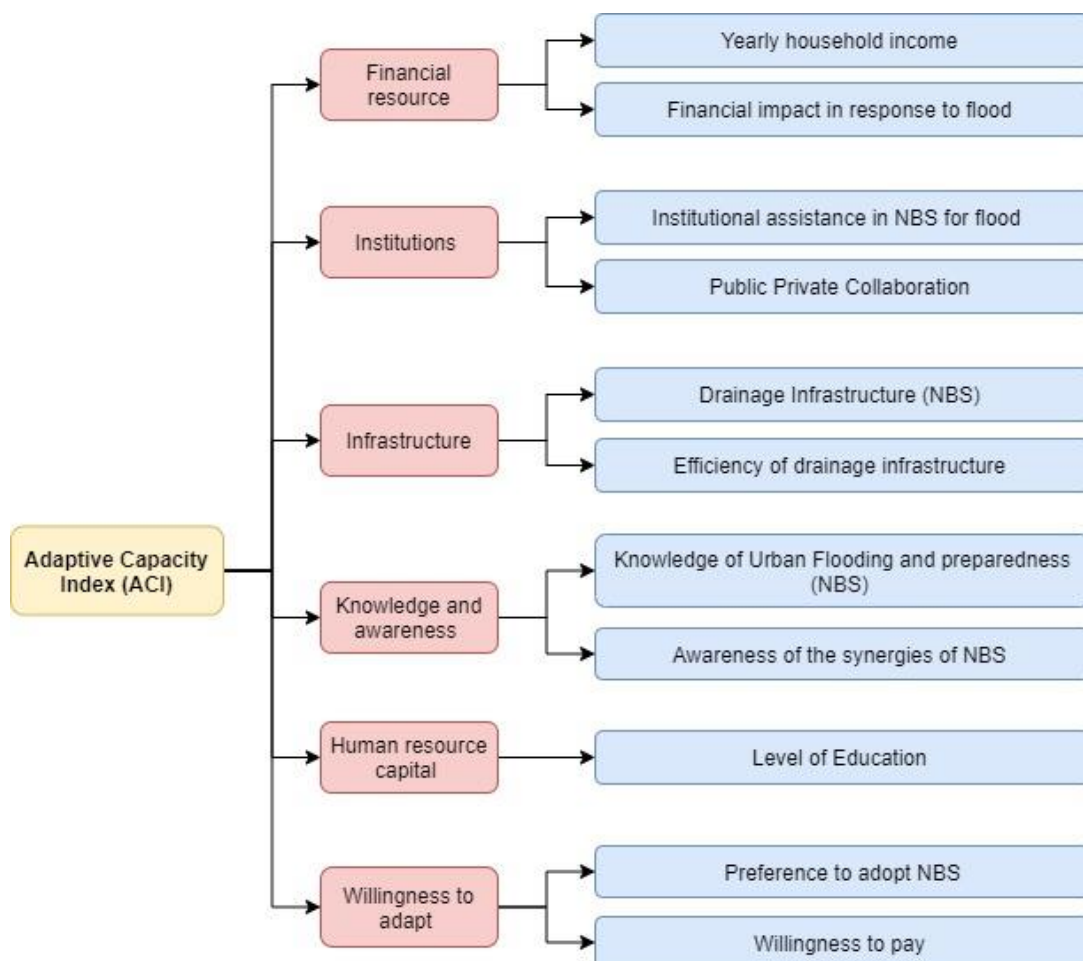 Yearly household income
Financial
resource
Financial impact in response to flood
Institutional assistance in NBS for flood
Institutions
Public Private Collaboration
Drainage Infrastructure (NBS)
Infrastructure
Efficiency of drainage infrastructure
Adaptive Capacity
Index (ACI)
Knowledge of Urban Flooding and preparedness
(NBS)
Knowledge and
awareness
Awareness of the synergies of NBS
Human resource
capital
Level of Education
Preference to adopt NBS
Willingness to
adapt
Willingness to pay